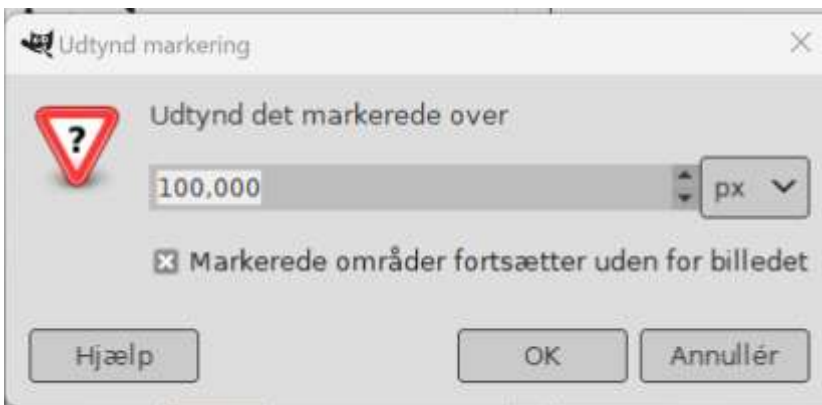 Udtynd markering
Udtynd det markerede over
?
100,000
px
Markerede områder fortsætter uden for billedet
Hjælp
OK
Annullér